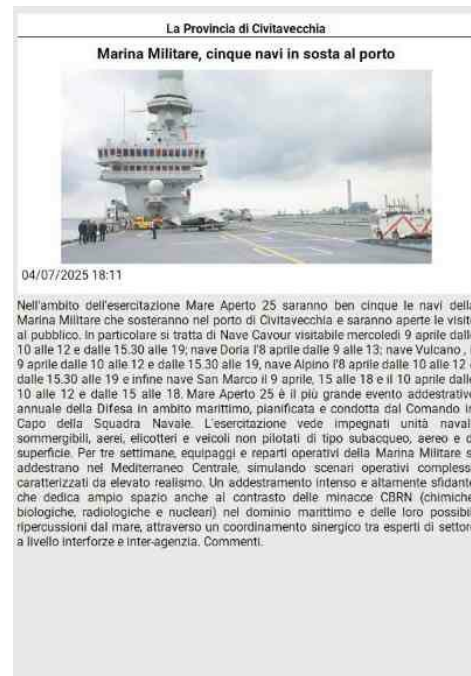 La Provincia di Civitavecchia
Marina Militare, cinque navi in sosta al porto
04/07/2025 18:11
Nell'ambito dell'esercitazione Mare Aperto 25 saranno ben cinque le navi della
Marina Militare che sosteranno nel porto di Civitavecchia e saranno aperte le visite
al pubblico. In particolare si tratta di Nave Cavour visitabile mercoledì 9 aprile dalle
10 alle 12 e dalle 15.30 alle 19; nave Doria l'8 aprile dalle 9 alle 13; nave Vulcano ,
9 aprile dalle 10 alle 12 e dalle 15.30 alle 19, nave Alpino l'8 aprile dalle 10 alle 12
dalle 15.30 alle 19 e infine nave San Marco il 9 aprile, 15 alle 18 e il 10 aprile dalle
10 alle 12 e dalle 15 alle 18. Mare Aperto 25 è il più grande evento addestrativo
annuale della Difesa in ambito marittimo, pianificata e condotta dal Comando in
Capo della Squadra Navale. L'esercitazione vede impegnati unità navali
sommergibili, aerei, elicotteri e veicoli non pilotati di tipo subacqueo, aereo e di
superficie. Per tre settimane, equipaggi e reparti operativi della Marina Militare si
addestrano nel Mediterraneo Centrale, simulando scenari operativi complessi
caratterizzati da elevato realismo. Un addestramento intenso e altamente sfidante
che dedica ampio spazio anche al contrasto delle minacce CBRN (chimiche
biologiche, radiologiche e nucleari) nel dominio marittimo e delle loro possibili
ripercussioni dal mare, attraverso un coordinamento sinergico tra esperti di settore
a livello interforze e inter-agenzia. Commenti.